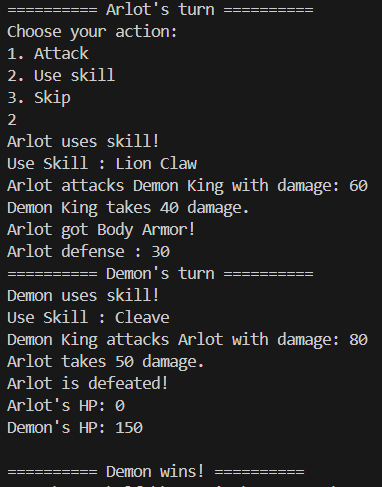 ========== Arlot's turn ==========
Choose your action:
1. Attack
2. Use skill
3. Skip
2
Arlot uses skill!
Use Skill : Lion Claw
Arlot attacks Demon King with damage: 60
Demon King takes 40 damage.
Arlot got Body Armor!
Arlot defense : 30
========== Demon's turn ==========
Demon uses skill!
Use Skill : Cleave
Demon King attacks Arlot with damage: 80
Arlot takes 50 damage.
Arlot is defeated!
Arlot's HP: 0
Demon's HP: 150
========== Demon wins! ==========